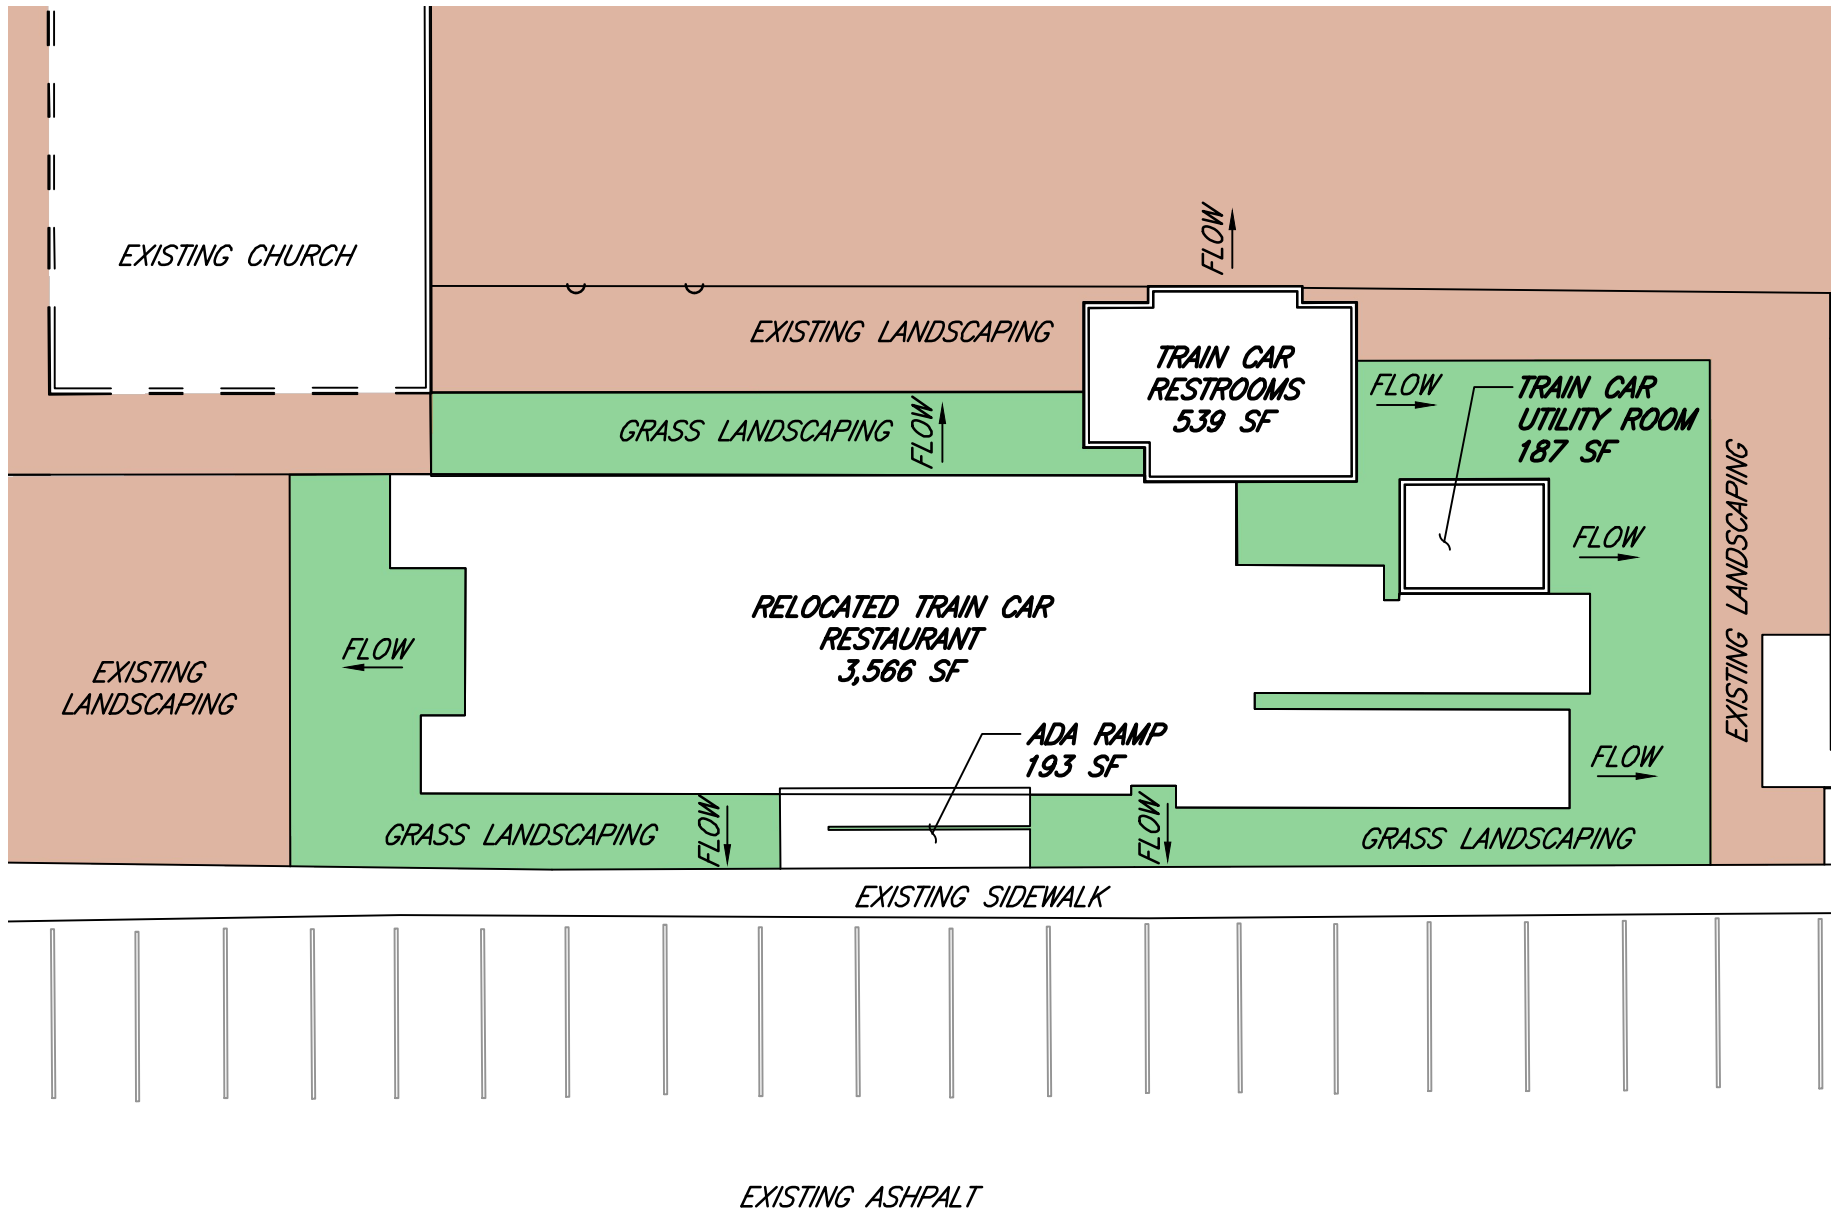 FLOW
EXISTING CHURCH
EXISTING LANDSCAPING
TRAIN CAR
RESTROOMS
539 SF
FLOW
TRAIN CAR
UTILITY ROOM
187 SF
GRASS LANDSCAPING
FLOW
FLOW
EXISTING LANDSCAPING
RELOCATED TRAIN CAR
RESTAURANT
3,566 SF
FLOW
EXISTING
LANDSCAPING
ADA RAMP
193 SF
FLOW
GRASS LANDSCAPING
FLOW
FLOW
GRASS LANDSCAPING
EXISTING SIDEWALK
EXISTING ASHPALT